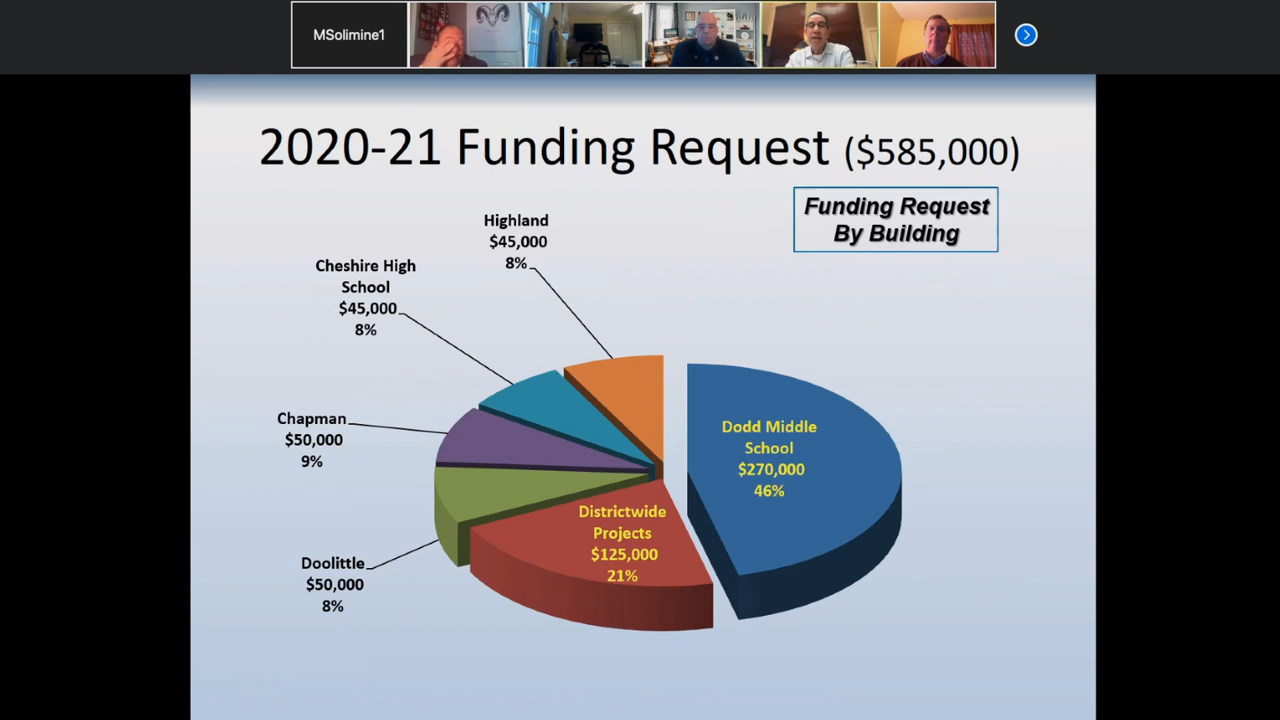 MSolimine1
2020-21 Funding Request ($585,000)
Funding Request
By Building
Highland
$45,000
8%
Cheshire High
School
$45,000
8%
Chapman
$50,000
9%
Doolittle
$50,000
8%
Dodd Middle
School
$270,000
46%
Districtwide
Projects
$125,000
21%